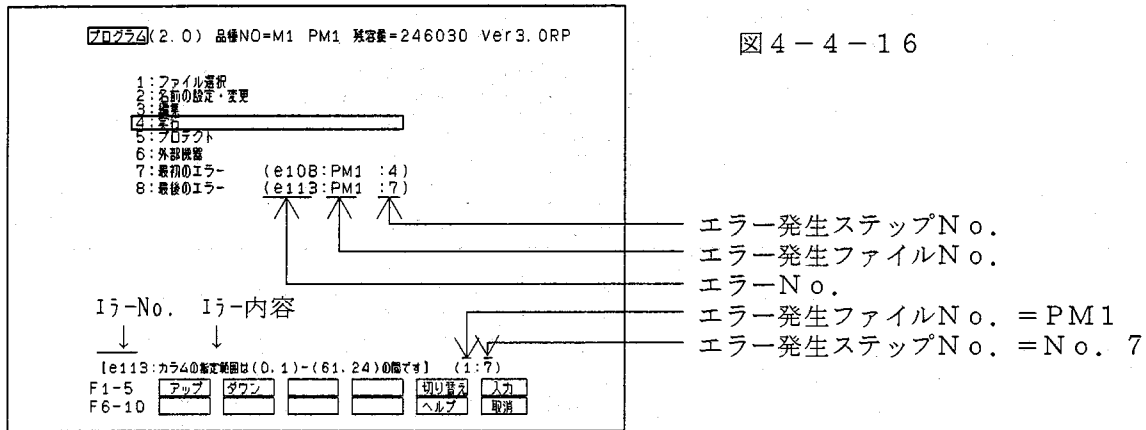 プログラム(2.0) 品種NO=M1 PM1 残容量=246030 Ver3.0RP
図4-4-16
1:ファイル選択
2:名前の設定・変更
3:編集
4:実行
5:プロテクト
6:外部機器
7:最初のエラー (e108:PM1 :4)
8:最後のエラー (e113:PM1 :7)
エラー発生ステップNo.
エラー発生ファイルNo.
エラーNo.
エラー発生ファイルNo.=PM1
エラー発生ステップNo.=No.7
エラーNo. エラー内容
[e113:カラムの指定範囲は(0.1)-(61.24)の間です] (1:7)
F1-5 アップ ダウン 切り替え 入力
F6-10 ヘルプ 取消